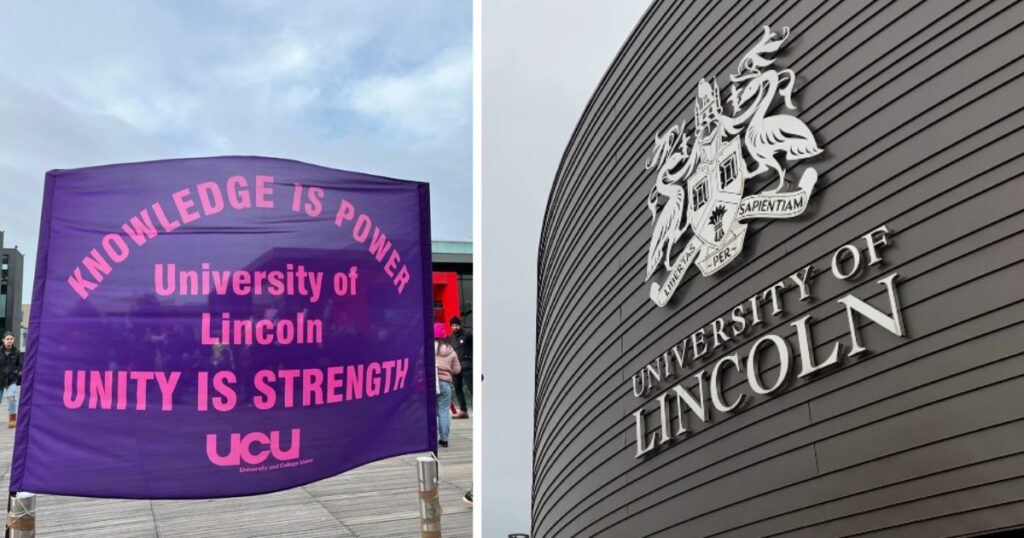 KNOWLEDGE IS POWER
University of
Lincoln
UNITY IS STRENGTH
UCU
University and College Union
LIBERTAS
PER
SAPIENTIAM
UNIVERSITY OF
LINCOLN